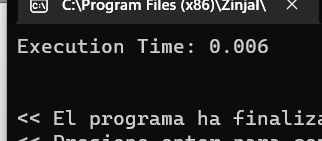 C:\Program Files (x86)\Zinjal\
Execution Time: 0.006
<< El programa ha finaliza